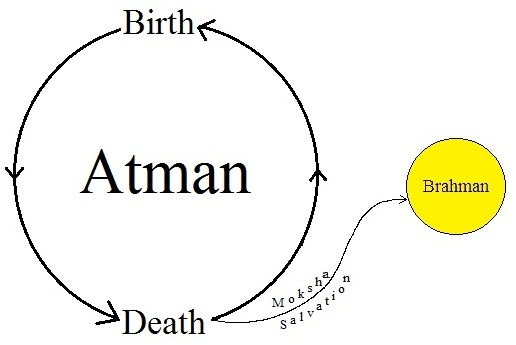 Birth
Atman
Brahman
Moksha
Salvation
Death